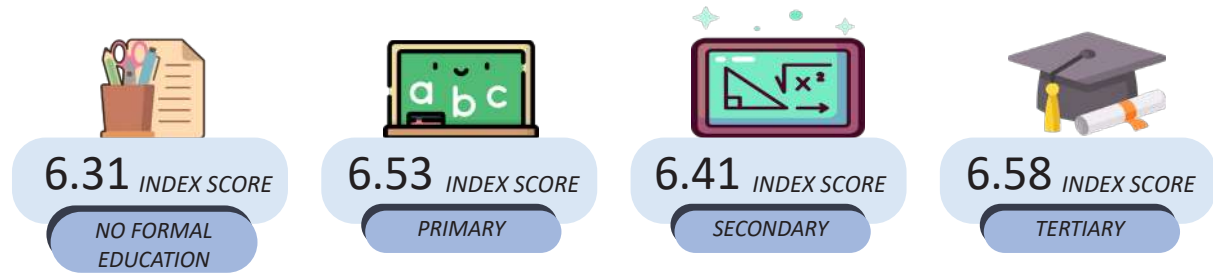 a b c
√x²
6.31 INDEX SCORE
NO FORMAL
EDUCATION
6.53 INDEX SCORE
PRIMARY
6.41 INDEX SCORE
SECONDARY
6.58 INDEX SCORE
TERTIARY